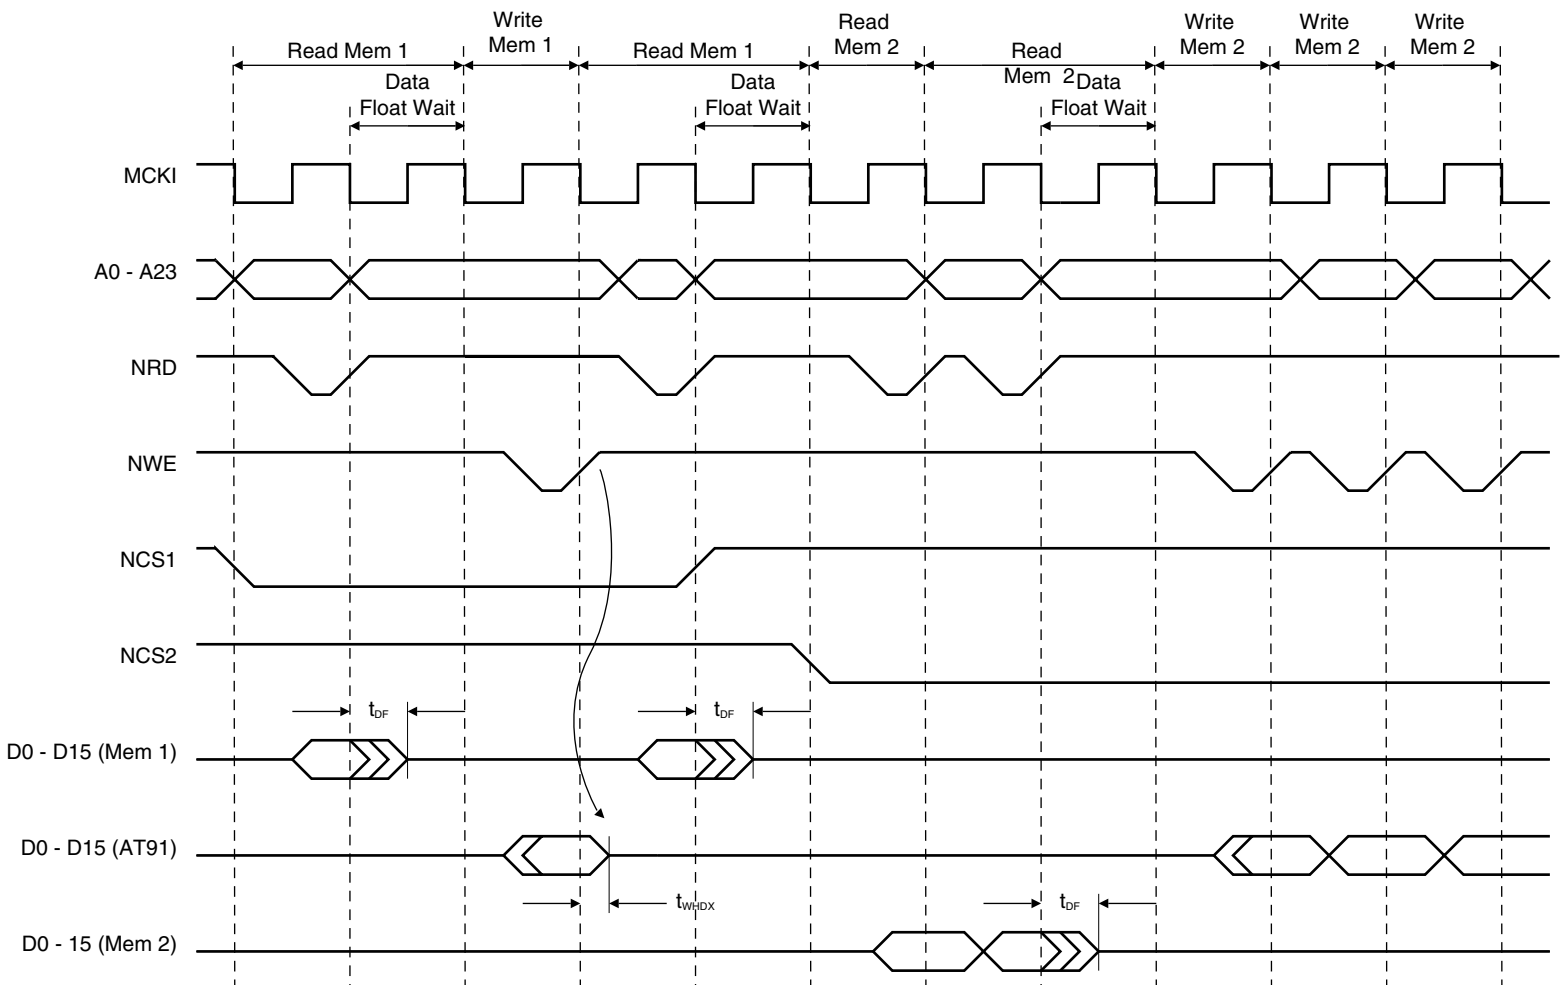 Write
Mem 1
Read Mem 1
Read Mem 1
Read
Mem 2
Read
Mem 2
Write
Mem 2
Write
Mem 2
Write
Mem 2
Data
Float Wait
Data
Float Wait
Data
Float Wait
MCKI
A0 - A23
NRD
NWE
NCS1
NCS2
tDF
tDF
D0 - D15 (Mem 1)
D0 - D15 (AT91)
tWHDX
tDF
D0 - 15 (Mem 2)